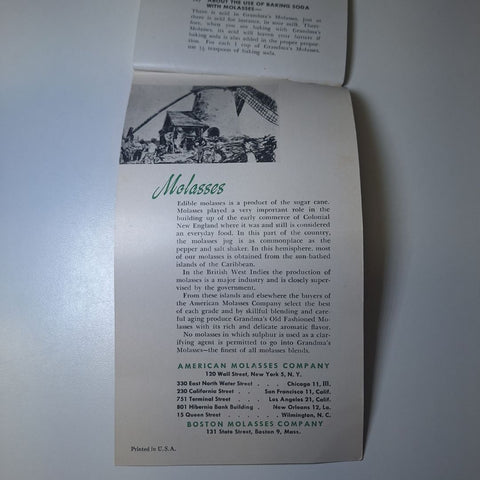 ABOUT THE USE OF BAKING SODA
WITH MOLASSES—
There is acid in Grandma's Molasses, just as
there is acid for instance, in sour milk. There-
fore, when you are baking with Grandma's
Molasses, its acid will leaven your batters if
baking soda is also added in the proper propor-
tion. For each 1 cup of Grandma's Molasses,
use ½ teaspoon of baking soda.
Molasses
Edible molasses is a product of the sugar cane.
Molasses played a very important role in the
building up of the early commerce of Colonial
New England where it was and still is considered
an everyday food. In this part of the country,
the molasses jug is as commonplace as the
pepper and salt shaker. In this hemisphere, most
of our molasses is obtained from the sun-bathed
islands of the Caribbean.
In the British West Indies the production of
molasses is a major industry and is closely super-
vised by the government.
From these islands and elsewhere the buyers of
the American Molasses Company select the best
of each grade and by skillful blending and care-
ful aging produce Grandma's Old Fashioned Mo-
lasses with its rich and delicate aromatic flavor.
No molasses in which sulphur is used as a clar-
ifying agent is permitted to go into Grandma's
Molasses—the finest of all molasses blends.
AMERICAN MOLASSES COMPANY
120 Wall Street, New York 5, N. Y.
330 East North Water Street . . . Chicago 11, Ill.
230 California Street . . San Francisco 11, Calif.
751 Terminal Street . . . Los Angeles 21, Calif.
801 Hibernia Bank Building . New Orleans 12, La.
15 Queen Street . . . . . . Wilmington, N. C.
BOSTON MOLASSES COMPANY
131 State Street, Boston 9, Mass.
Printed in U.S.A.